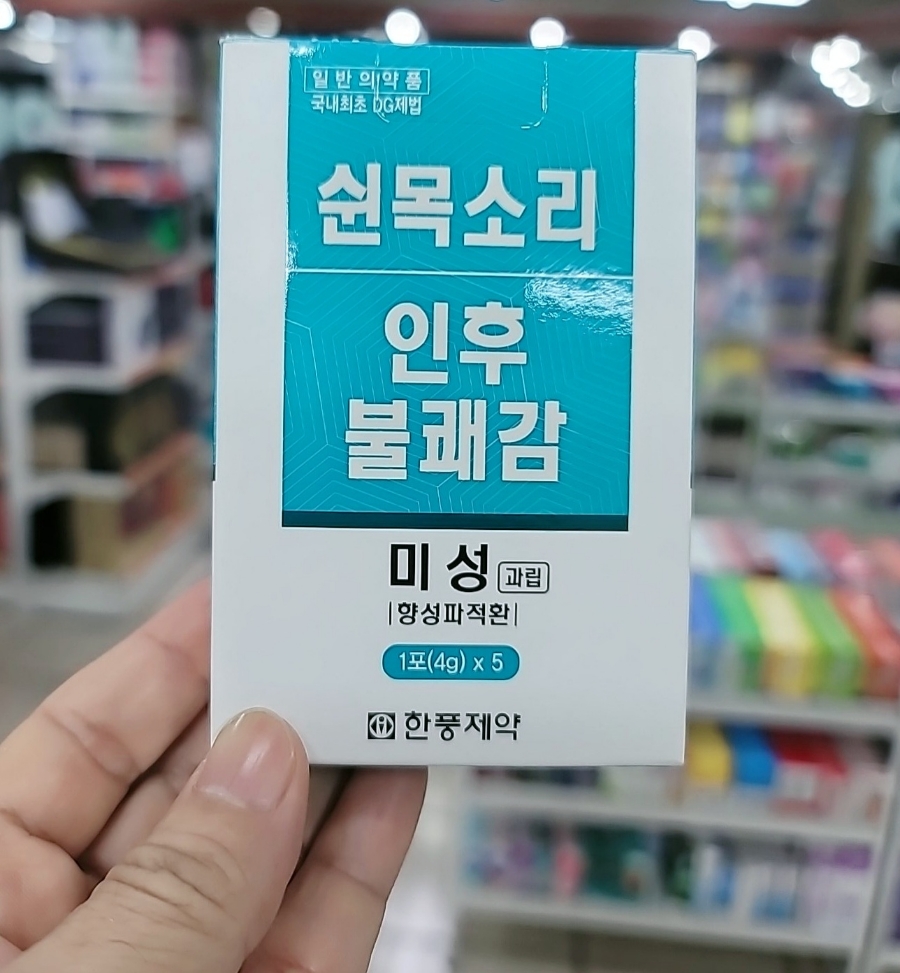 일반의약품
국내최초 DG제법
쉰목소리
인후
불쾌감
미성 과립
|향성파적환|
1포(4g) x 5
한풍제약